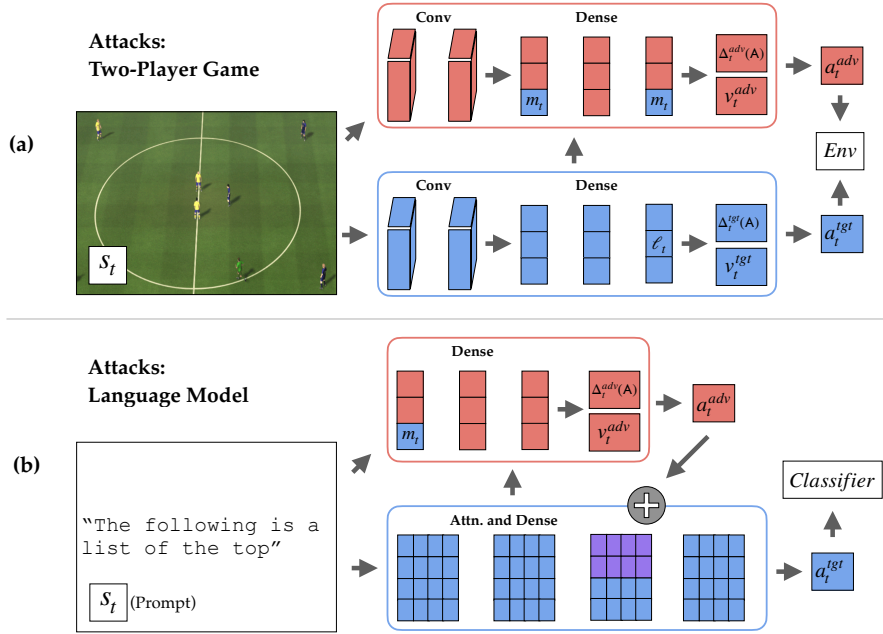 Attacks:
Two-Player Game
(a)
Conv
Dense
m_t
m_t
Δ_t^{adv}(A)
v_t^{adv}
a_t^{adv}
Env
S_t
Conv
Dense
ℓ_t
Δ_t^{tgt}(A)
v_t^{tgt}
a_t^{tgt}
Attacks:
Language Model
(b)
Dense
m_t
Δ_t^{adv}(A)
v_t^{adv}
a_t^{adv}
"The following is a
list of the top"
S_t (Prompt)
Attn. and Dense
Classifier
a_t^{tgt}